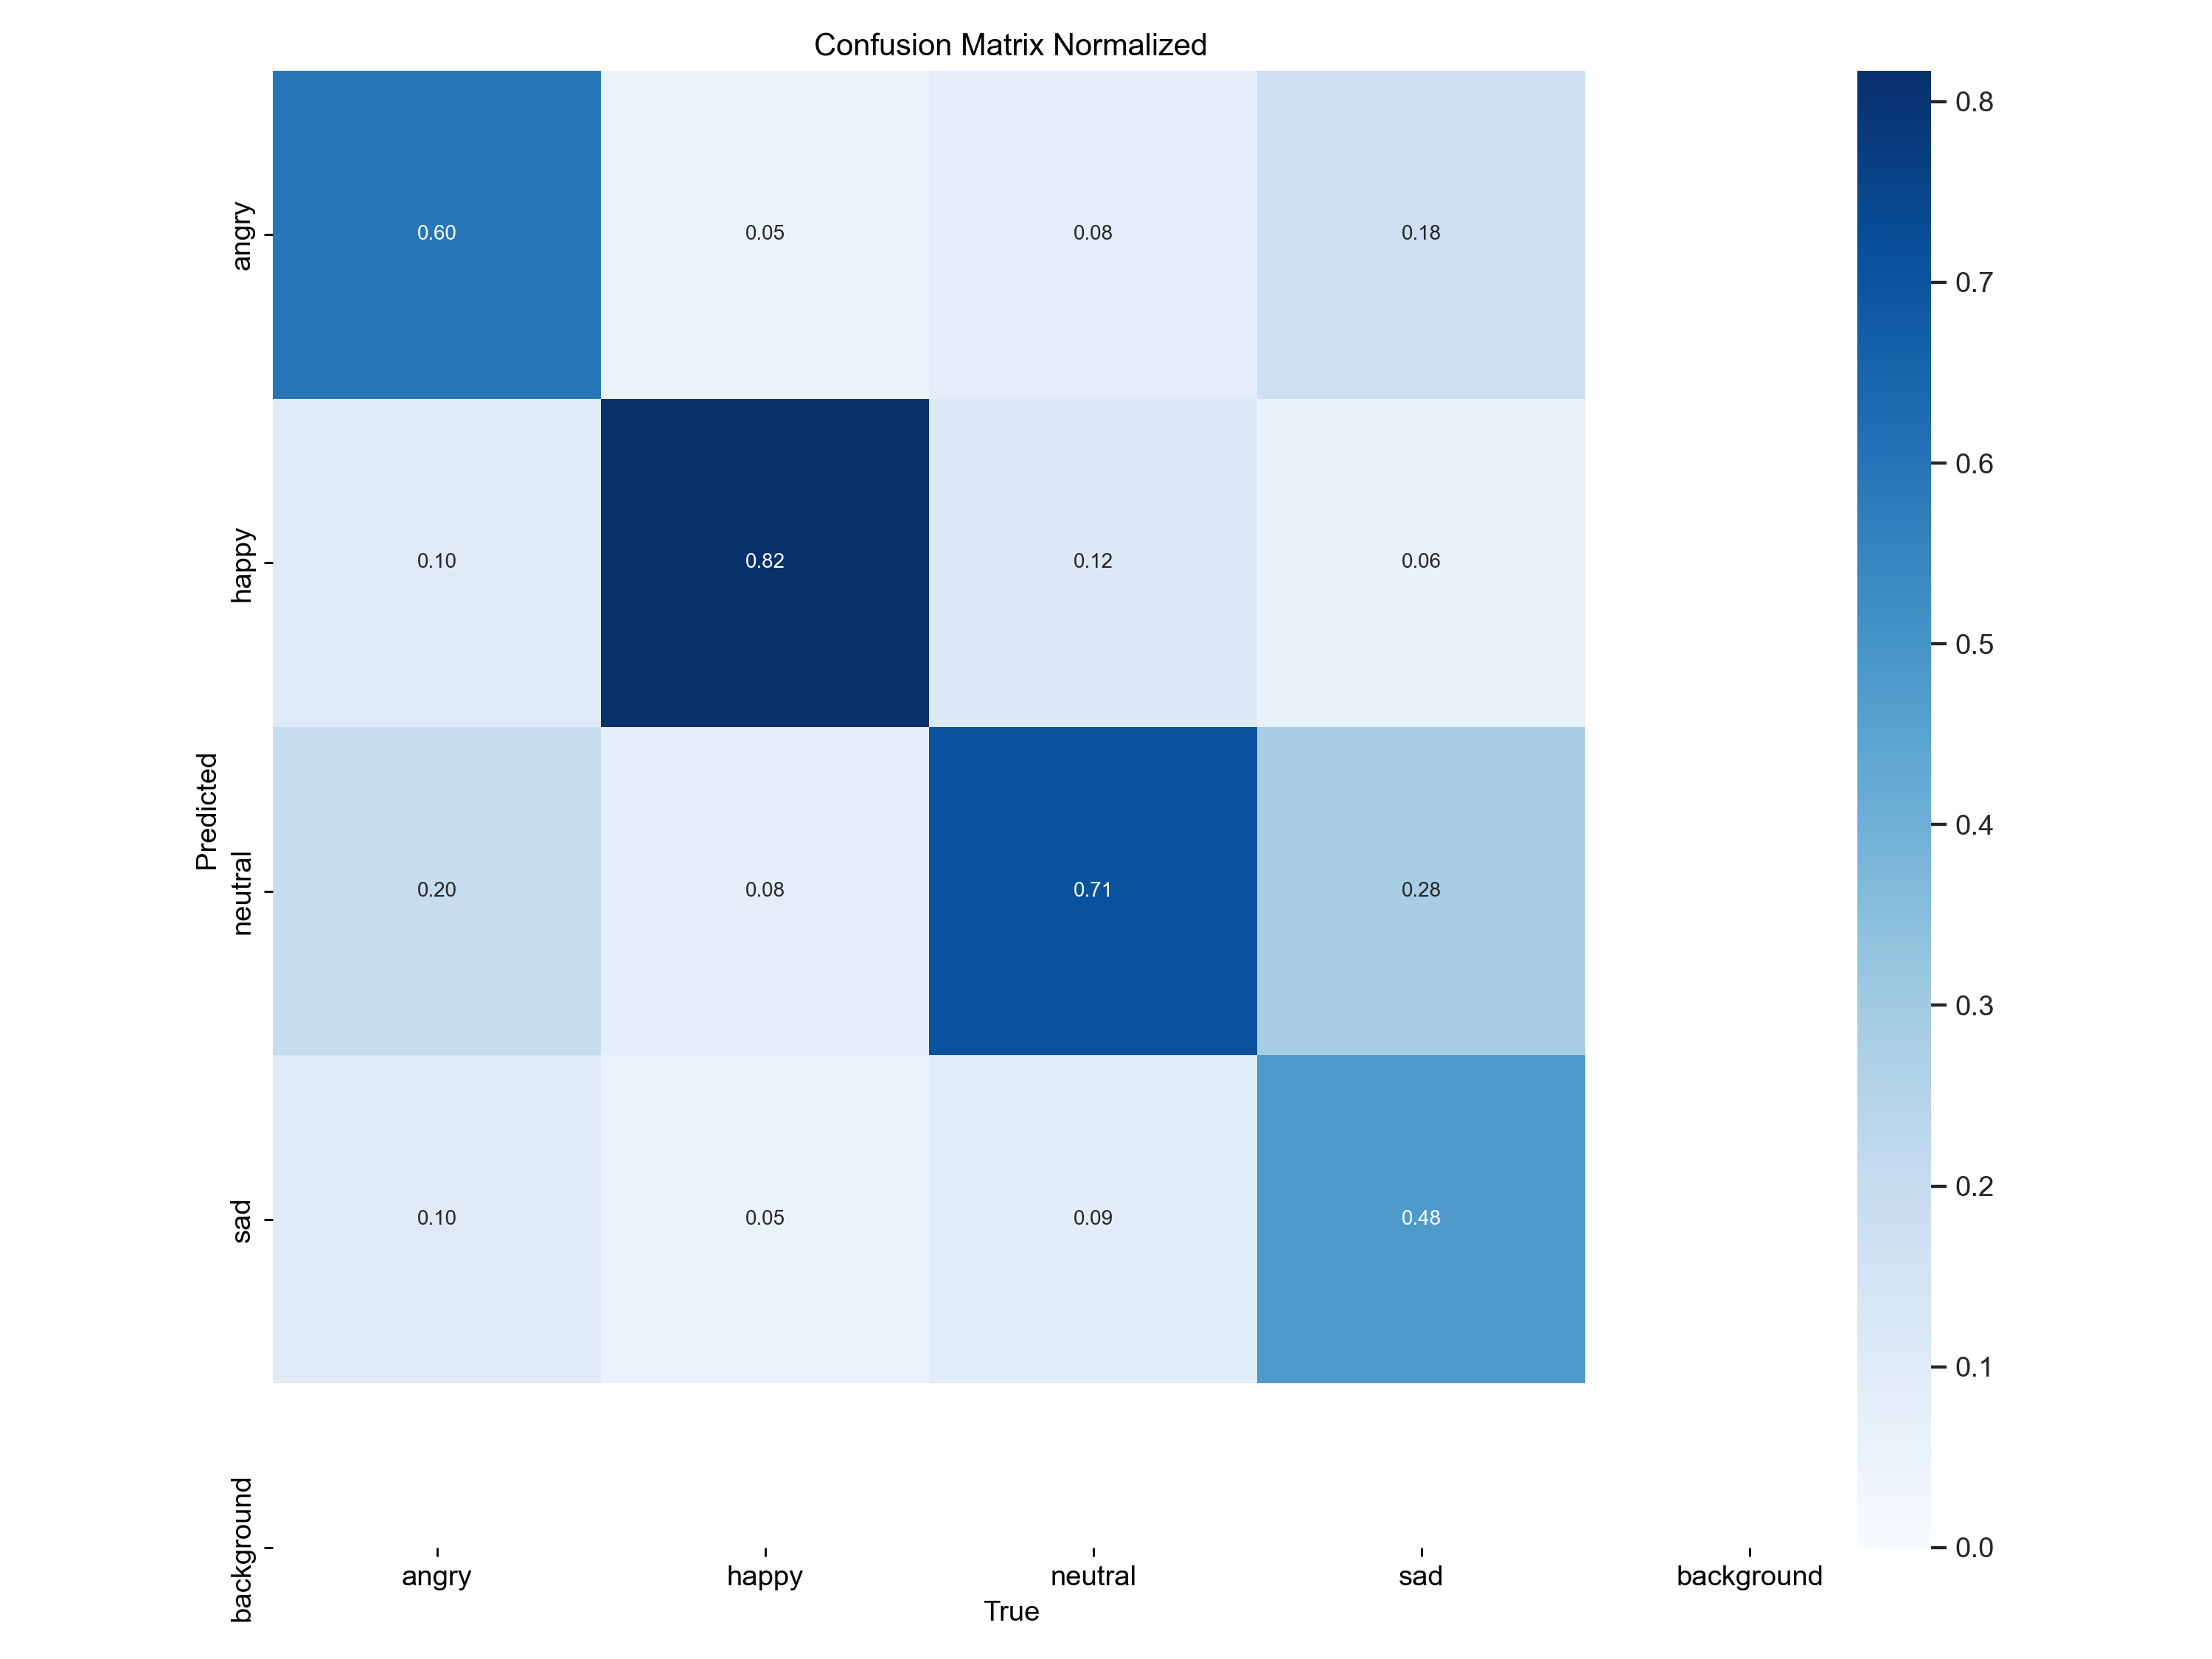 Confusion Matrix Normalized
angry 0.60 0.05 0.08 0.18
happy 0.10 0.82 0.12 0.06
neutral 0.20 0.08 0.71 0.28
sad 0.10 0.05 0.09 0.48
background
Predicted
angry happy neutral sad background
True
0.8
0.7
0.6
0.5
0.4
0.3
0.2
0.1
0.0